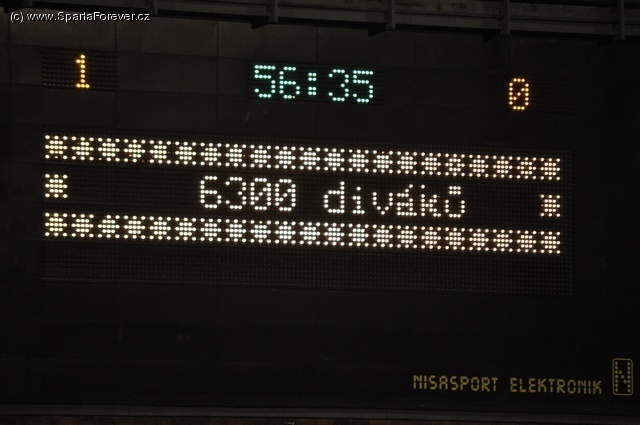 (c) www.SpartaForever.cz
1 56:35 0
6300 diváků
NISASPORT ELEKTRONIK N